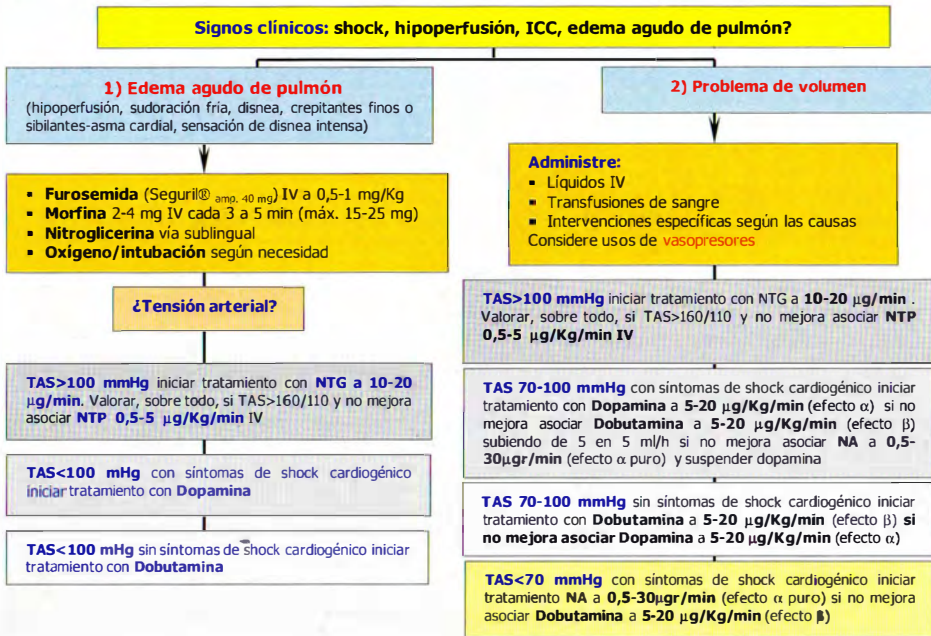 Signos clínicos: shock, hipoperfusión, ICC, edema agudo de pulmón?
1) Edema agudo de pulmón
(hipoperfusión, sudoración fría, disnea, crepitantes finos o
sibilantes-asma cardial, sensación de disnea intensa)
▪ Furosemida (Seguril® amp. 40 mg) IV a 0,5-1 mg/Kg
▪ Morfina 2-4 mg IV cada 3 a 5 min (máx. 15-25 mg)
▪ Nitroglicerina vía sublingual
▪ Oxígeno/intubación según necesidad
¿Tensión arterial?
TAS>100 mmHg iniciar tratamiento con NTG a 10-20
µg/min. Valorar, sobre todo, si TAS>160/110 y no mejora
asociar NTP 0,5-5 µg/Kg/min IV
TAS<100 mHg con síntomas de shock cardiogénico
iniciar tratamiento con Dopamina
TAS<100 mHg sin síntomas de shock cardiogénico iniciar
tratamiento con Dobutamina
2) Problema de volumen
Administre:
▪ Líquidos IV
▪ Transfusiones de sangre
▪ Intervenciones específicas según las causas
Considere usos de vasopresores
TAS>100 mmHg iniciar tratamiento con NTG a 10-20 µg/min .
Valorar, sobre todo, si TAS>160/110 y no mejora asociar NTP
0,5-5 µg/Kg/min IV
TAS 70-100 mmHg con síntomas de shock cardiogénico iniciar
tratamiento con Dopamina a 5-20 µg/Kg/min (efecto α) si no
mejora asociar Dobutamina a 5-20 µg/Kg/min (efecto β)
subiendo de 5 en 5 ml/h si no mejora asociar NA a 0,5-
30µgr/min (efecto α puro) y suspender dopamina
TAS 70-100 mmHg sin síntomas de shock cardiogénico iniciar
tratamiento con Dobutamina a 5-20 µg/Kg/min (efecto β) si
no mejora asociar Dopamina a 5-20 µg/Kg/min (efecto α)
TAS<70 mmHg con síntomas de shock cardiogénico iniciar
tratamiento NA a 0,5-30µgr/min (efecto α puro) si no mejora
asociar Dobutamina a 5-20 µg/Kg/min (efecto β)